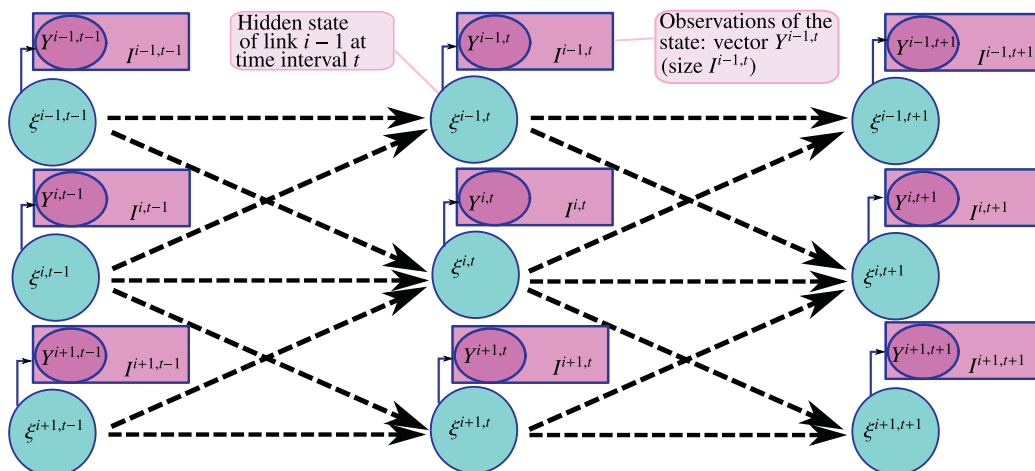 Y^{i−1,t−1} I^{i−1,t−1}
Hidden state
of link i − 1 at
time interval t
Y^{i−1,t} I^{i−1,t}
Observations of the
state: vector Y^{i−1,t}
(size I^{i−1,t})
Y^{i−1,t+1} I^{i−1,t+1}
ξ^{i−1,t−1} ξ^{i−1,t} ξ^{i−1,t+1}
Y^{i,t−1} I^{i,t−1} Y^{i,t} I^{i,t} Y^{i,t+1} I^{i,t+1}
ξ^{i,t−1} ξ^{i,t} ξ^{i,t+1}
Y^{i+1,t−1} I^{i+1,t−1} Y^{i+1,t} I^{i+1,t} Y^{i+1,t+1} I^{i+1,t+1}
ξ^{i+1,t−1} ξ^{i+1,t} ξ^{i+1,t+1}